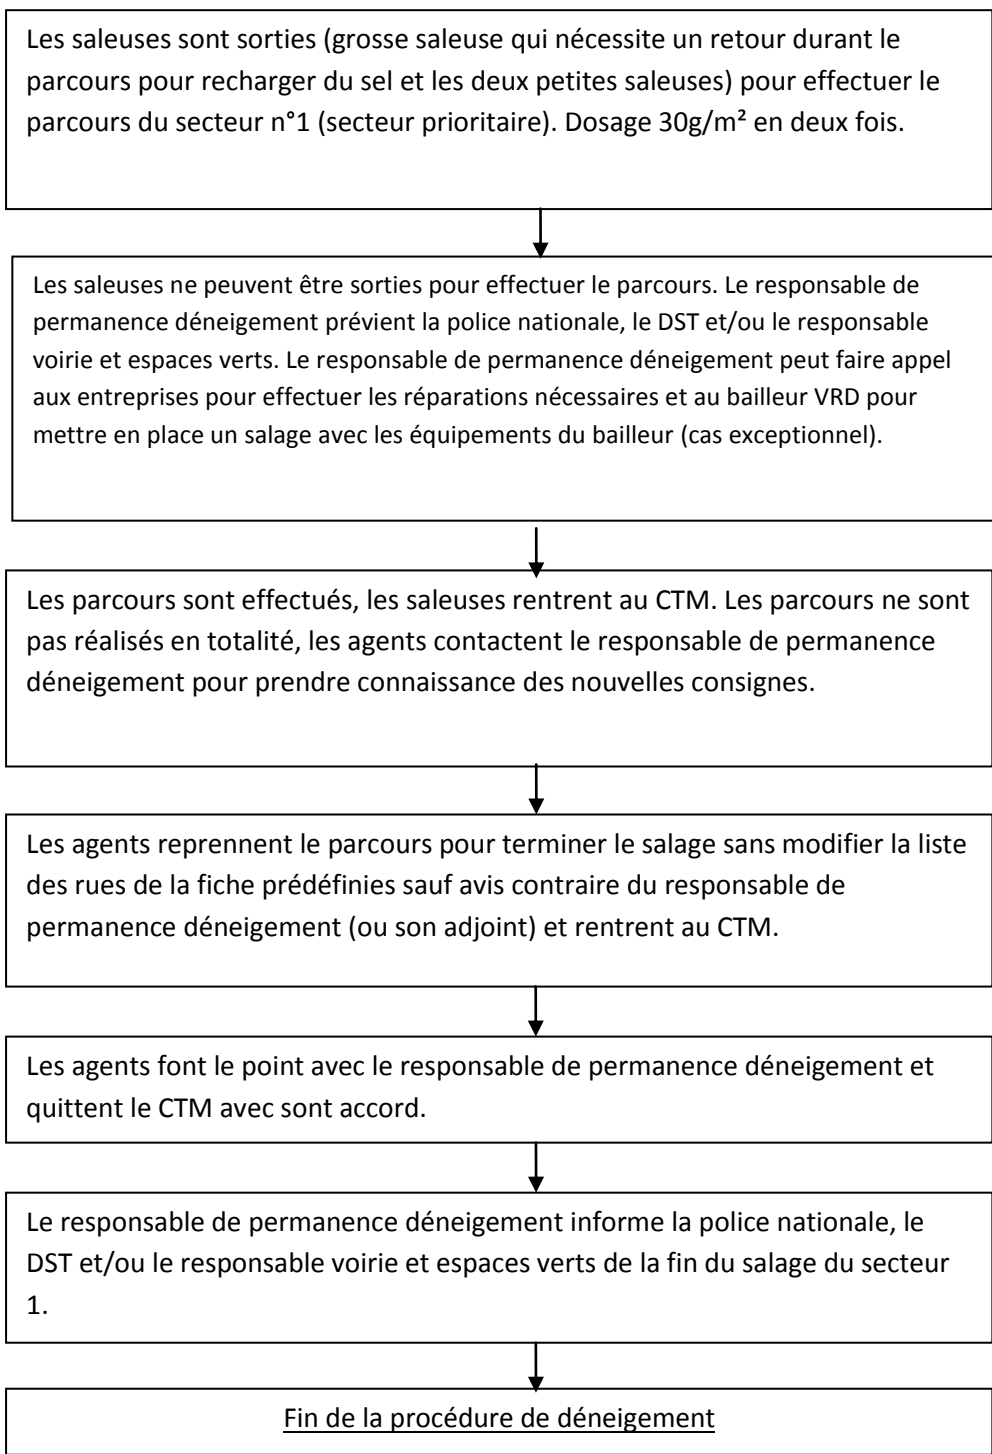 Les saleuses sont sorties (grosse saleuse qui nécessite un retour durant le
parcours pour recharger du sel et les deux petites saleuses) pour effectuer le
parcours du secteur n°1 (secteur prioritaire). Dosage 30g/m² en deux fois.
Les saleuses ne peuvent être sorties pour effectuer le parcours. Le responsable de
permanence déneigement prévient la police nationale, le DST et/ou le responsable
voirie et espaces verts. Le responsable de permanence déneigement peut faire appel
aux entreprises pour effectuer les réparations nécessaires et au bailleur VRD pour
mettre en place un salage avec les équipements du bailleur (cas exceptionnel).
Les parcours sont effectués, les saleuses rentrent au CTM. Les parcours ne sont
pas réalisés en totalité, les agents contactent le responsable de permanence
déneigement pour prendre connaissance des nouvelles consignes.
Les agents reprennent le parcours pour terminer le salage sans modifier la liste
des rues de la fiche prédéfinies sauf avis contraire du responsable de
permanence déneigement (ou son adjoint) et rentrent au CTM.
Les agents font le point avec le responsable de permanence déneigement et
quittent le CTM avec sont accord.
Le responsable de permanence déneigement informe la police nationale, le
DST et/ou le responsable voirie et espaces verts de la fin du salage du secteur
1.
Fin de la procédure de déneigement